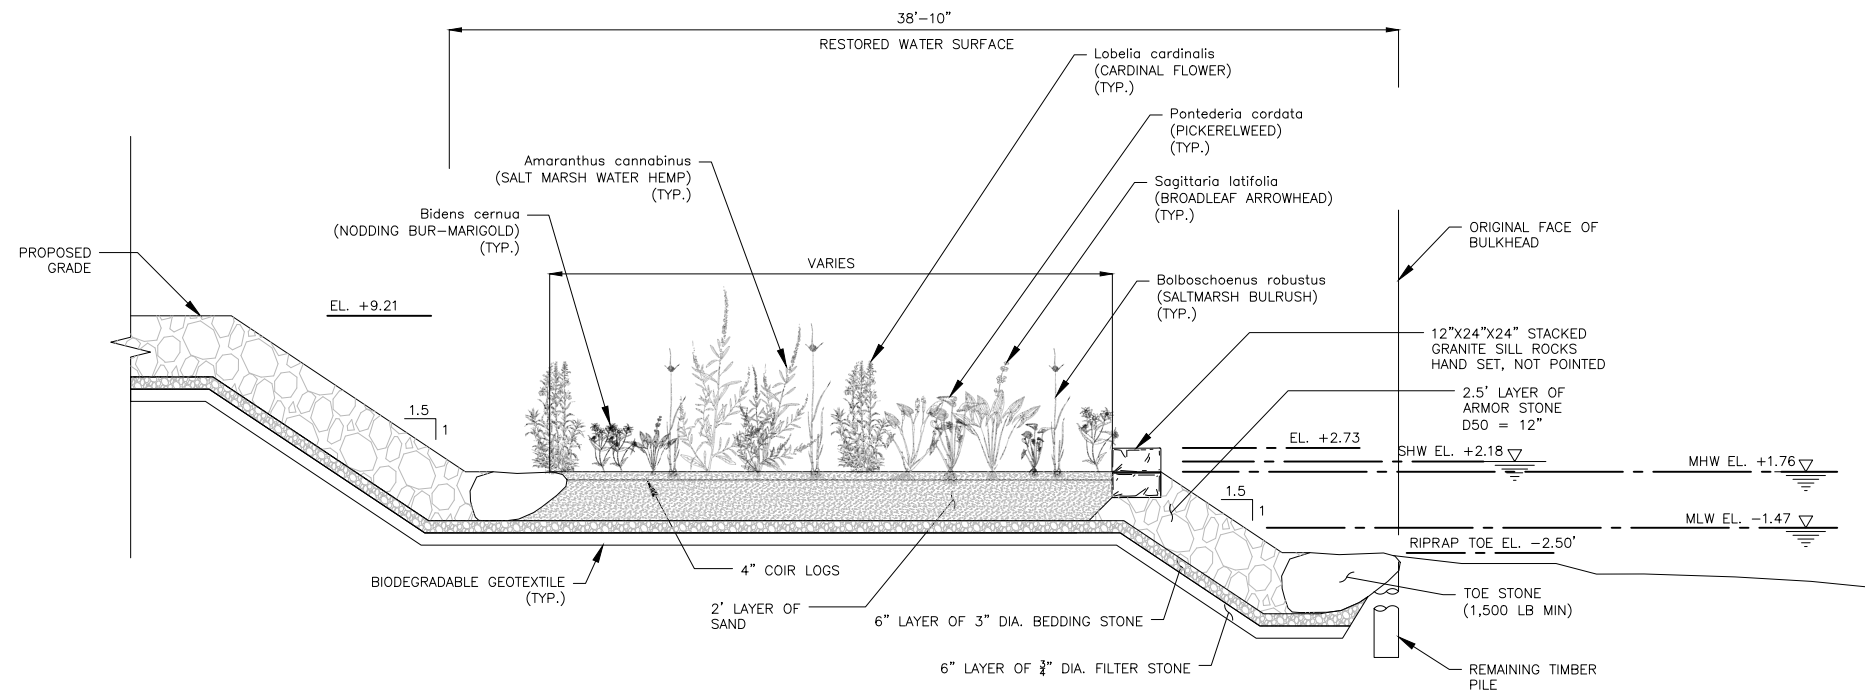 38'-10"
RESTORED WATER SURFACE
Lobelia cardinalis
(CARDINAL FLOWER)
(TYP.)
Pontederia cordata
(PICKERELWEED)
(TYP.)
Amaranthus cannabinus
(SALT MARSH WATER HEMP)
(TYP.)
Sagittaria latifolia
(BROADLEAF ARROWHEAD)
(TYP.)
Bidens cernua
(NODDING BUR-MARIGOLD)
(TYP.)
ORIGINAL FACE OF
BULKHEAD
PROPOSED
GRADE
VARIES
Bolboschoenus robustus
(SALTMARSH BULRUSH)
(TYP.)
EL. +9.21
12"X24"X24" STACKED
GRANITE SILL ROCKS
HAND SET, NOT POINTED
2.5' LAYER OF
ARMOR STONE
D50 = 12"
1.5
1
EL. +2.73
SHW EL. +2.18
MHW EL. +1.76
1.5
1
MLW EL. -1.47
RIPRAP TOE EL. -2.50'
4" COIR LOGS
BIODEGRADABLE GEOTEXTILE
(TYP.)
2' LAYER OF
SAND
6" LAYER OF 3" DIA. BEDDING STONE
TOE STONE
(1,500 LB MIN)
6" LAYER OF 3/4" DIA. FILTER STONE
REMAINING TIMBER
PILE